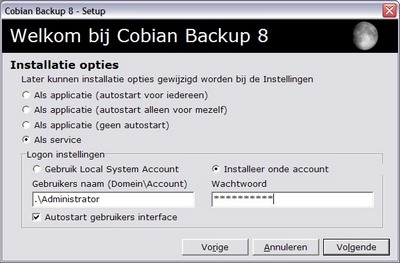 Cobian Backup 8 - Setup
Welkom bij Cobian Backup 8
Installatie opties
Later kunnen installatie opties gewijzigd worden bij de Instellingen
Als applicatie (autostart voor iedereen)
Als applicatie (autostart alleen voor mezelf)
Als applicatie (geen autostart)
Als service
Logon instellingen
Gebruik Local System Account
Installeer onde account
Gebruikers naam (Domein\Account)
Wachtwoord
.\Administrator
**********
Autostart gebruikers interface
Vorige
Annuleren
Volgende